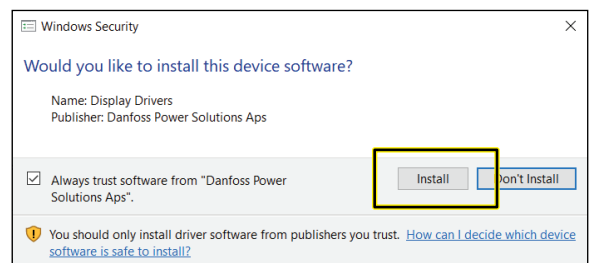 Windows Security
Would you like to install this device software?
Name: Display Drivers
Publisher: Danfoss Power Solutions Aps
Always trust software from "Danfoss Power
Solutions Aps".
Install
Don't Install
You should only install driver software from publishers you trust. How can I decide which device
software is safe to install?